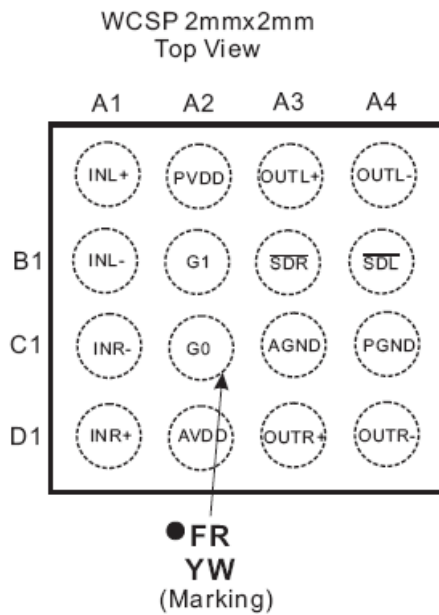 WCSP 2mmx2mm
Top View
A1 A2 A3 A4
INL+ PVDD OUTL+ OUTL-
B1 INL- G1 SDR SDL
C1 INR- G0 AGND PGND
D1 INR+ AVDD OUTR+ OUTR-
●FR
YW
(Marking)